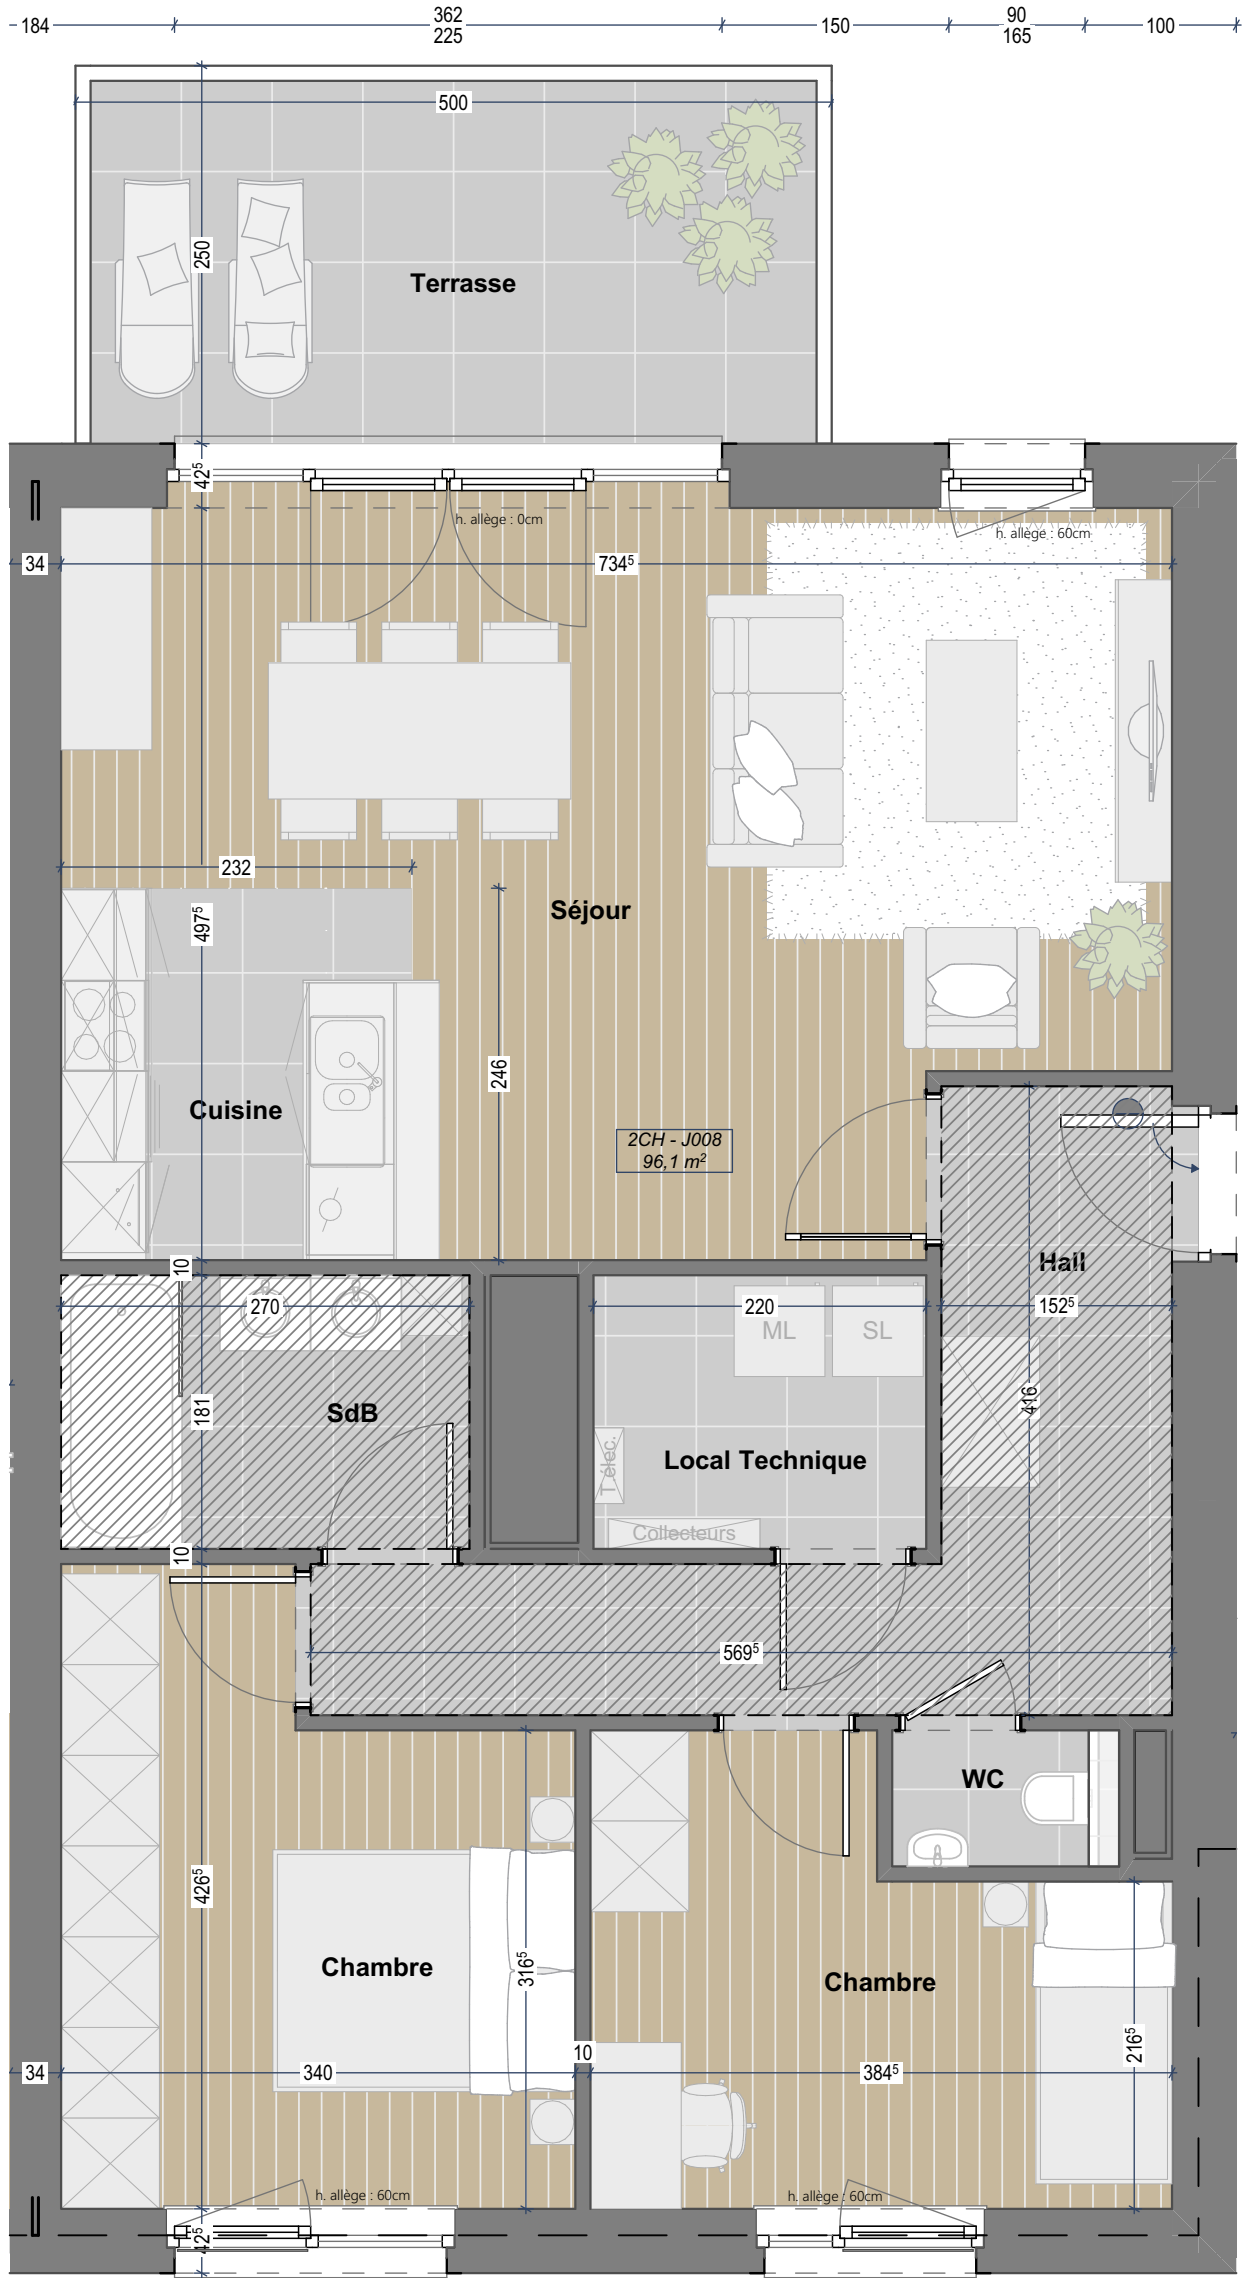 184
362
225
150
90
165
100
500
250
Terrasse
42⁵
h. allège : 0cm
h. allège : 60cm
34
734⁵
232
497⁵
Séjour
246
Cuisine
2CH - J008
96,1 m²
Hall
10
270
220
152⁵
ML
SL
181
SdB
416
Local Technique
T.élec.
Collecteurs
10
569⁵
WC
426⁵
316⁵
Chambre
Chambre
216⁵
34
340
10
384⁵
h. allège : 60cm
h. allège : 60cm
42⁵